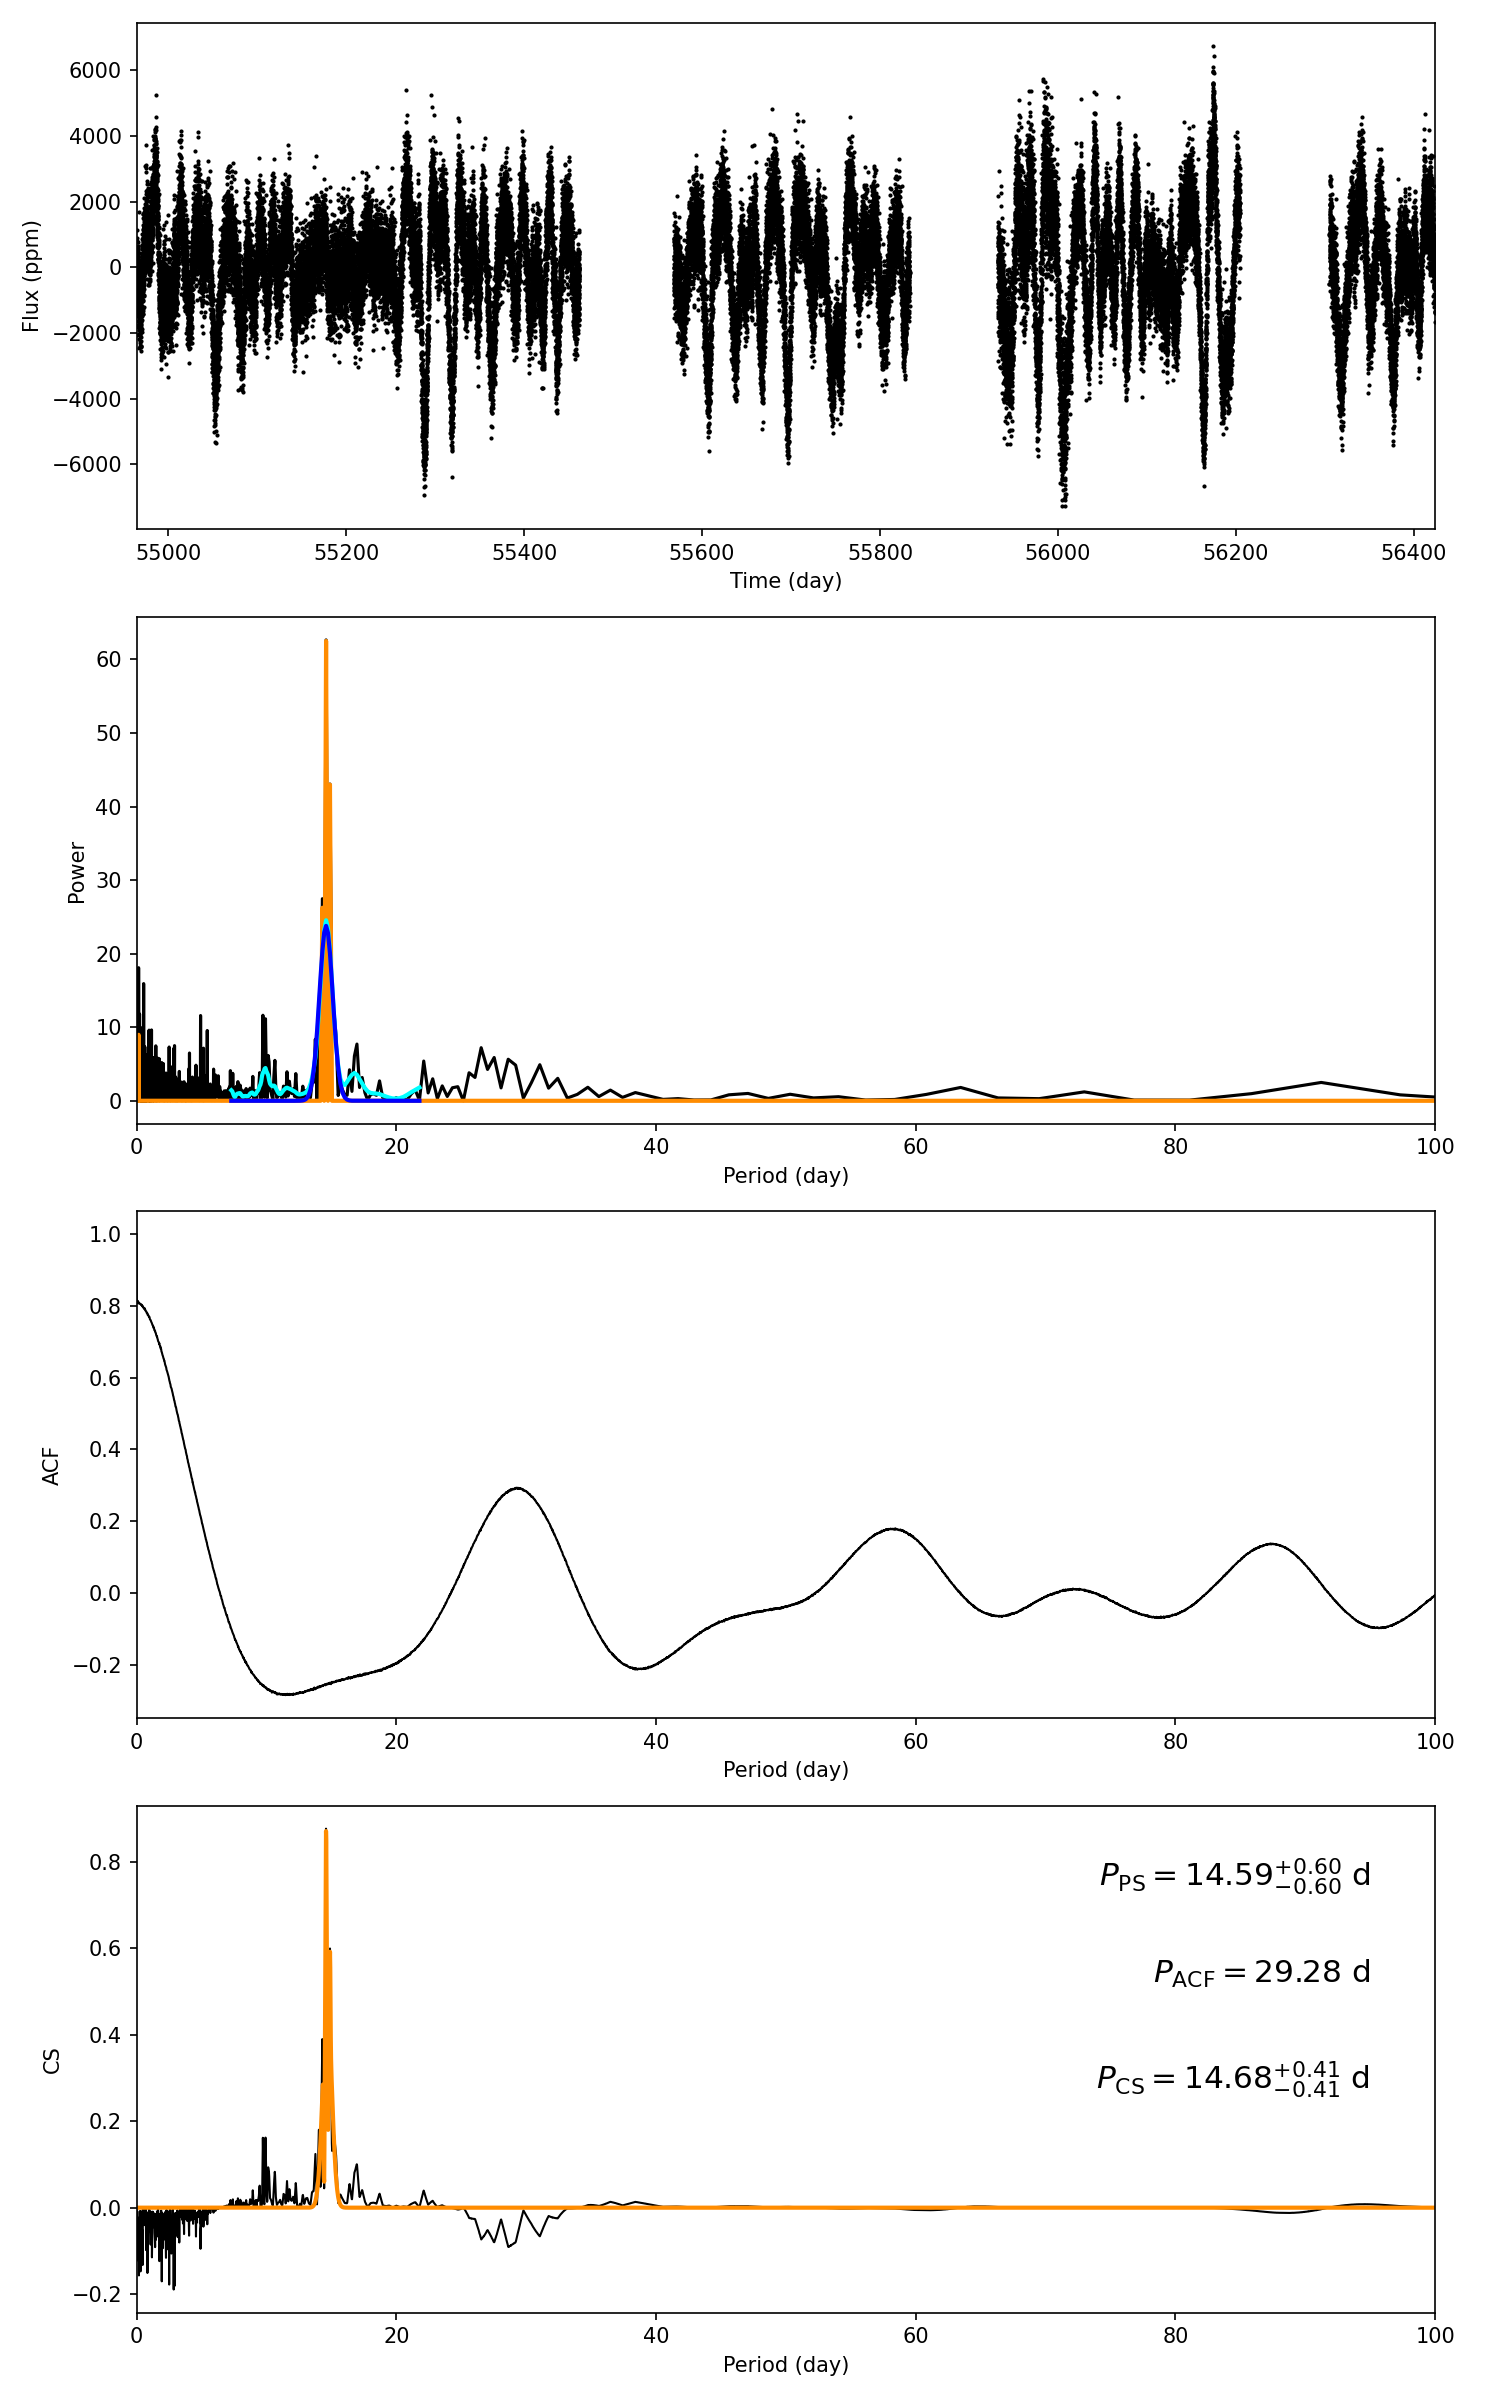 6000
4000
2000
0
−2000
−4000
−6000
Flux (ppm)
55000 55200 55400 55600 55800 56000 56200 56400
Time (day)
60
50
40
30
20
10
0
Power
0 20 40 60 80 100
Period (day)
1.0
0.8
0.6
0.4
0.2
0.0
−0.2
ACF
0 20 40 60 80 100
Period (day)
0.8
0.6
0.4
0.2
0.0
−0.2
CS
P_PS = 14.59^{+0.60}_{−0.60} d
P_ACF = 29.28 d
P_CS = 14.68^{+0.41}_{−0.41} d
0 20 40 60 80 100
Period (day)